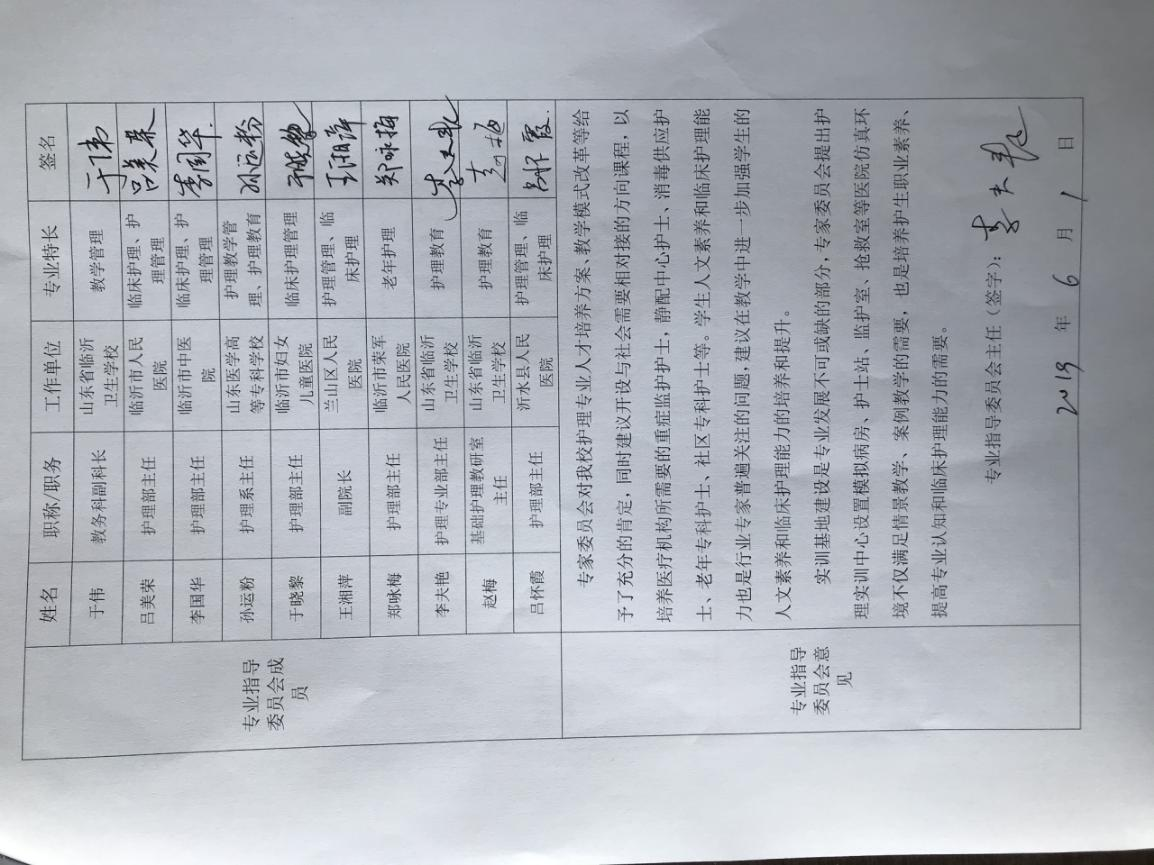 专业指导
委员会成
员
姓名 职称/职务 工作单位 专业特长 签名
于伟 教务科副科长 山东省临沂卫生学校 教学管理 于伟
吕美荣 护理部主任 临沂市人民医院 临床护理、护理管理 吕美荣
李国华 护理部主任 临沂市中医院 临床护理、护理管理 李国华
孙运粉 护理系主任 山东医学高等专科学校 护理教学管理、护理教育 孙运粉
于晓黎 护理部主任 临沂市妇女儿童医院 临床护理管理 于晓黎
王湘萍 副院长 兰山区人民医院 护理管理、临床护理 王湘萍
郑咏梅 护理部主任 临沂市荣军人民医院 老年护理 郑咏梅
李夫艳 护理专业部主任 山东省临沂卫生学校 护理教育 李夫艳
赵梅 基础护理教研室主任 山东省临沂卫生学校 护理教育 赵梅
吕怀霞 护理部主任 沂水县人民医院 护理管理、临床护理 吕怀霞
专业指导
委员会意
见
专家委员会对我校护理专业人才培养方案、教学模式改革等给
予了充分的肯定，同时建议开设与社会需要相对接的方向课程，以
培养医疗机构所需要的重症监护护士，静配中心护士、消毒供应护
士、老年专科护士、社区专科护士等。学生人文素养和临床护理能
力也是行业专家普遍关注的问题，建议在教学中进一步加强学生的
人文素养和临床护理能力的培养和提升。
实训基地建设是专业发展不可或缺的部分，专家委员会提出护
理实训中心设置模拟病房、护士站、监护室、抢救室等医院仿真环
境不仅满足情景教学、案例教学的需要，也是培养护生职业素养、
提高专业认知和临床护理能力的需要。
专业指导委员会主任（签字）：李夫艳
2019 年 6 月 1 日